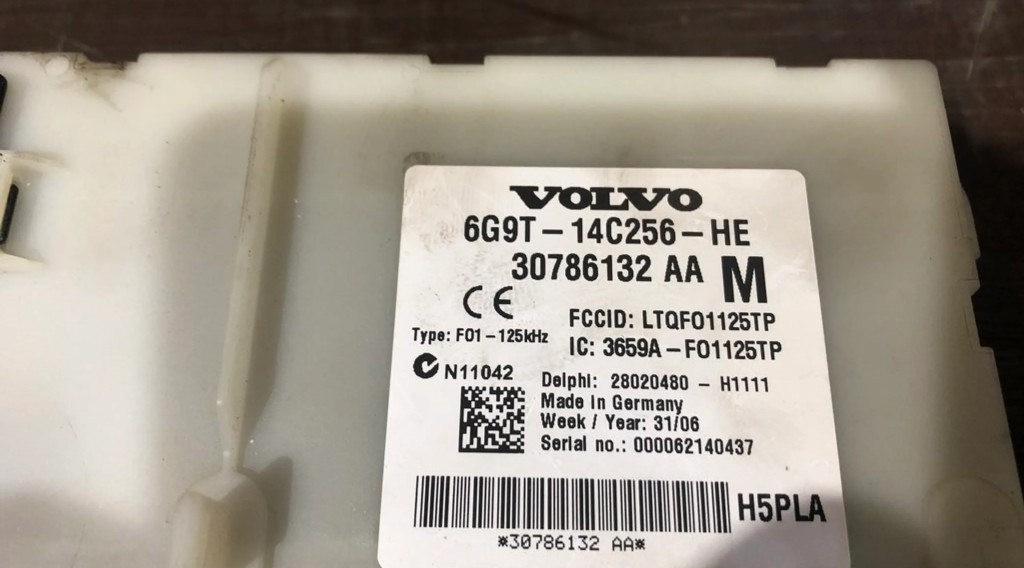 VOLVO
6G9T-14C256-HE
30786132 AA M
CE
FCCID: LTQFO1125TP
Type: FO1-125kHz
IC: 3659A-FO1125TP
N11042
Delphi: 28020480 - H1111
Made in Germany
Week / Year: 31/06
Serial no.: 000062140437
H5PLA
*30786132 AA*